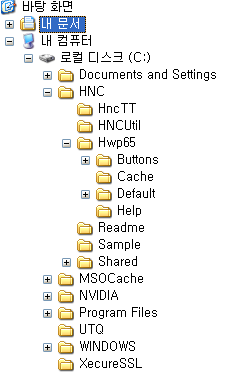 바탕 화면
내 문서
내 컴퓨터
로컬 디스크 (C:)
Documents and Settings
HNC
HncTT
HNCUtil
Hwp65
Buttons
Cache
Default
Help
Readme
Sample
Shared
MSOCache
NVIDIA
Program Files
UTQ
WINDOWS
XecureSSL